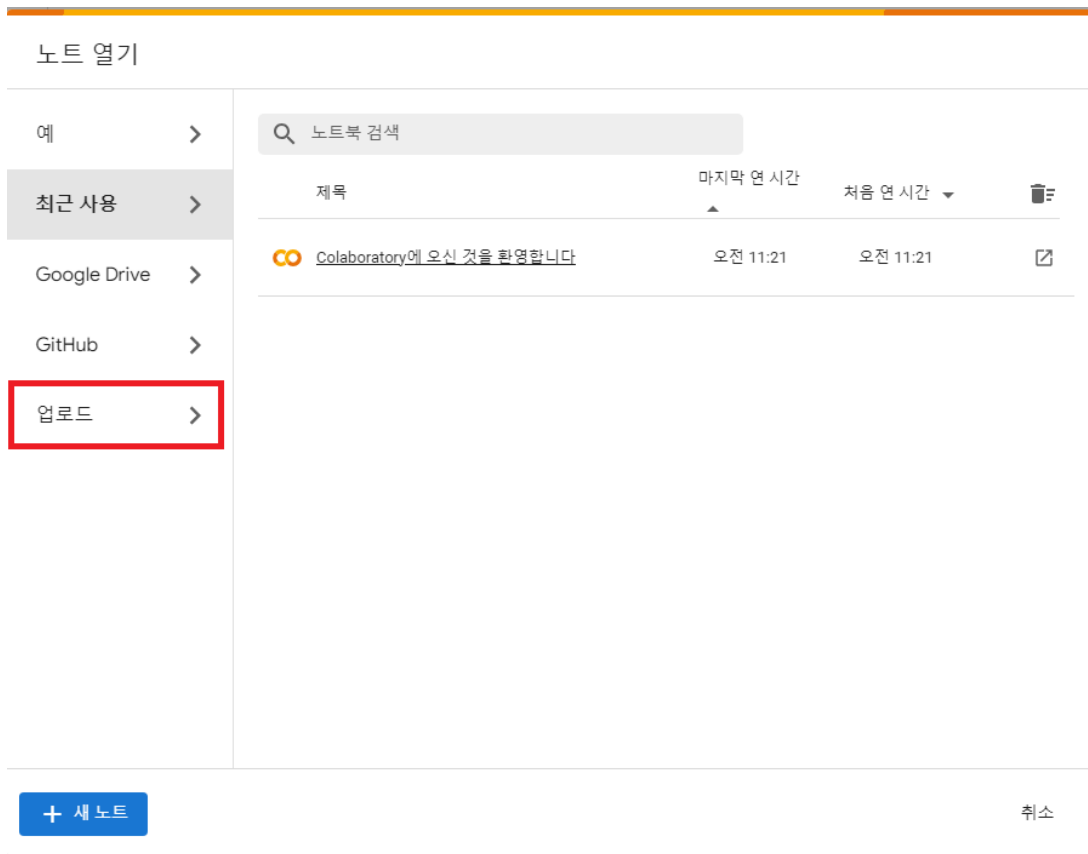 노트 열기
예
최근 사용
Google Drive
GitHub
업로드
노트북 검색
제목 마지막 연 시간 처음 연 시간
Colaboratory에 오신 것을 환영합니다 오전 11:21 오전 11:21
새 노트
취소